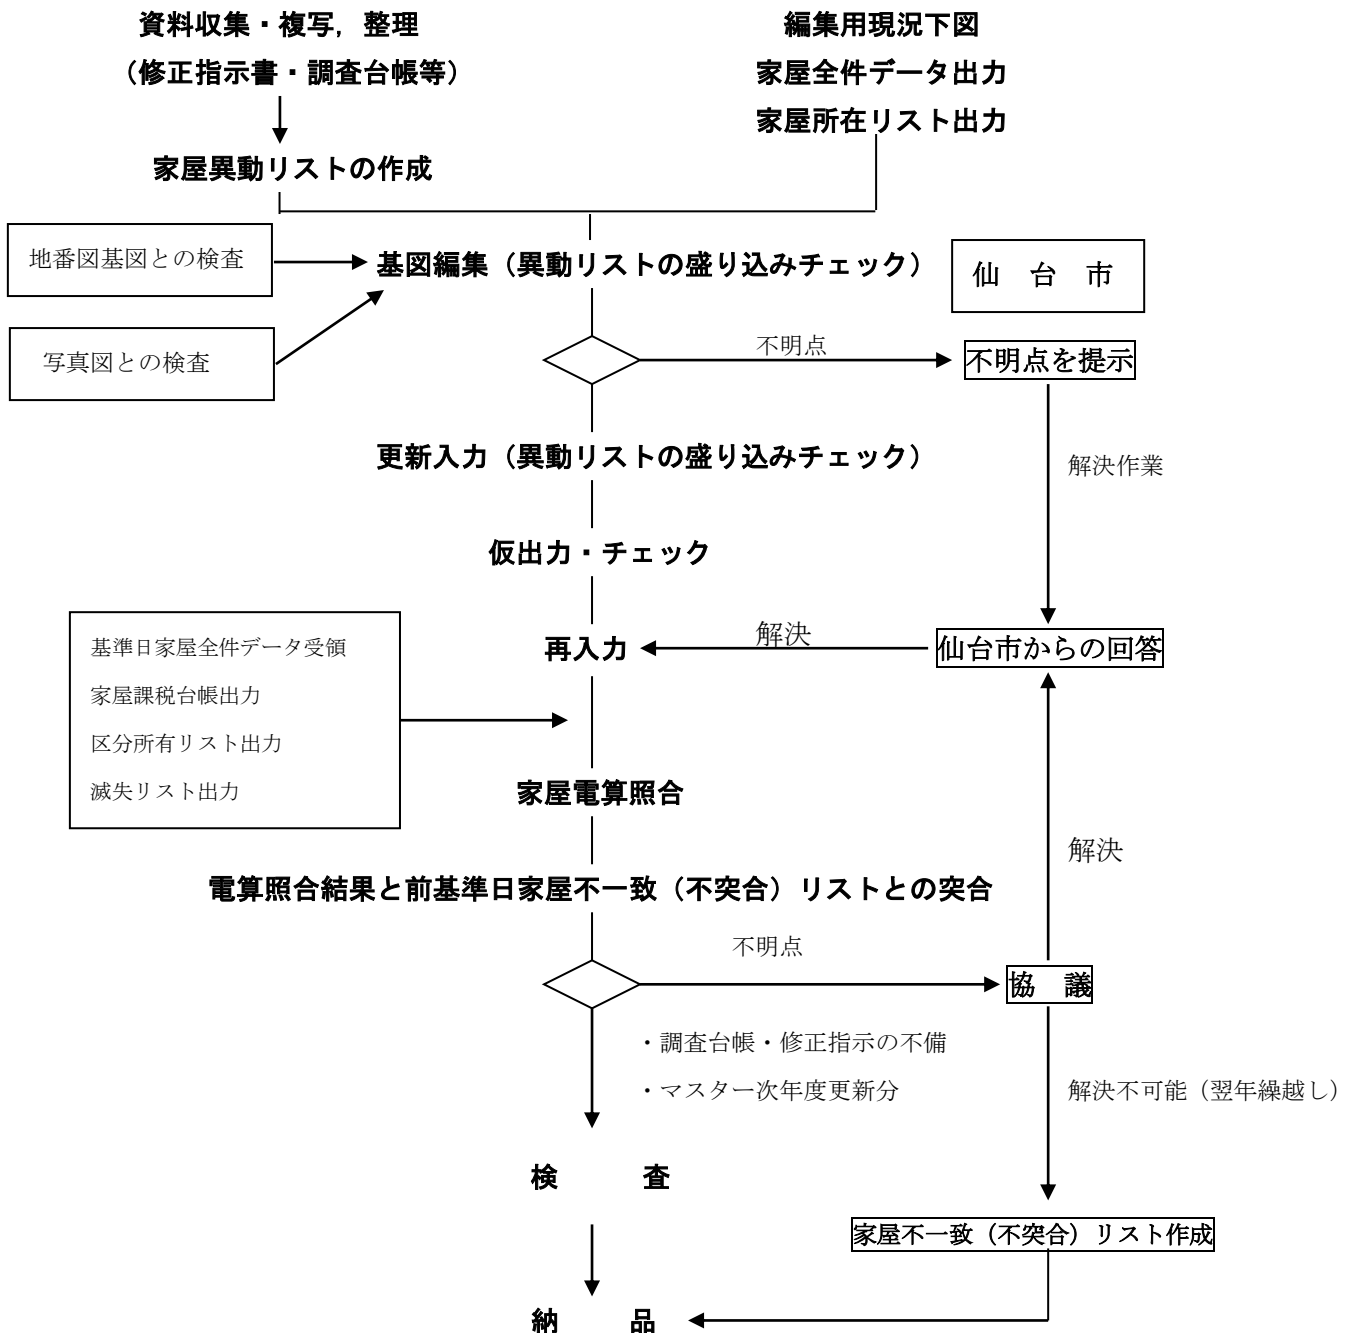 資料収集・複写，整理
（修正指示書・調査台帳等）
編集用現況下図
家屋全件データ出力
家屋所在リスト出力
家屋異動リストの作成
地番図基図との検査
基図編集（異動リストの盛り込みチェック）
仙　台　市
写真図との検査
不明点
不明点を提示
更新入力（異動リストの盛り込みチェック）
解決作業
仮出力・チェック
基準日家屋全件データ受領
家屋課税台帳出力
区分所有リスト出力
滅失リスト出力
再入力
解決
仙台市からの回答
家屋電算照合
解決
電算照合結果と前基準日家屋不一致（不突合）リストとの突合
不明点
協　議
・調査台帳・修正指示の不備
・マスター次年度更新分
解決不可能（翌年繰越し）
検　　　査
家屋不一致（不突合）リスト作成
納　　　品